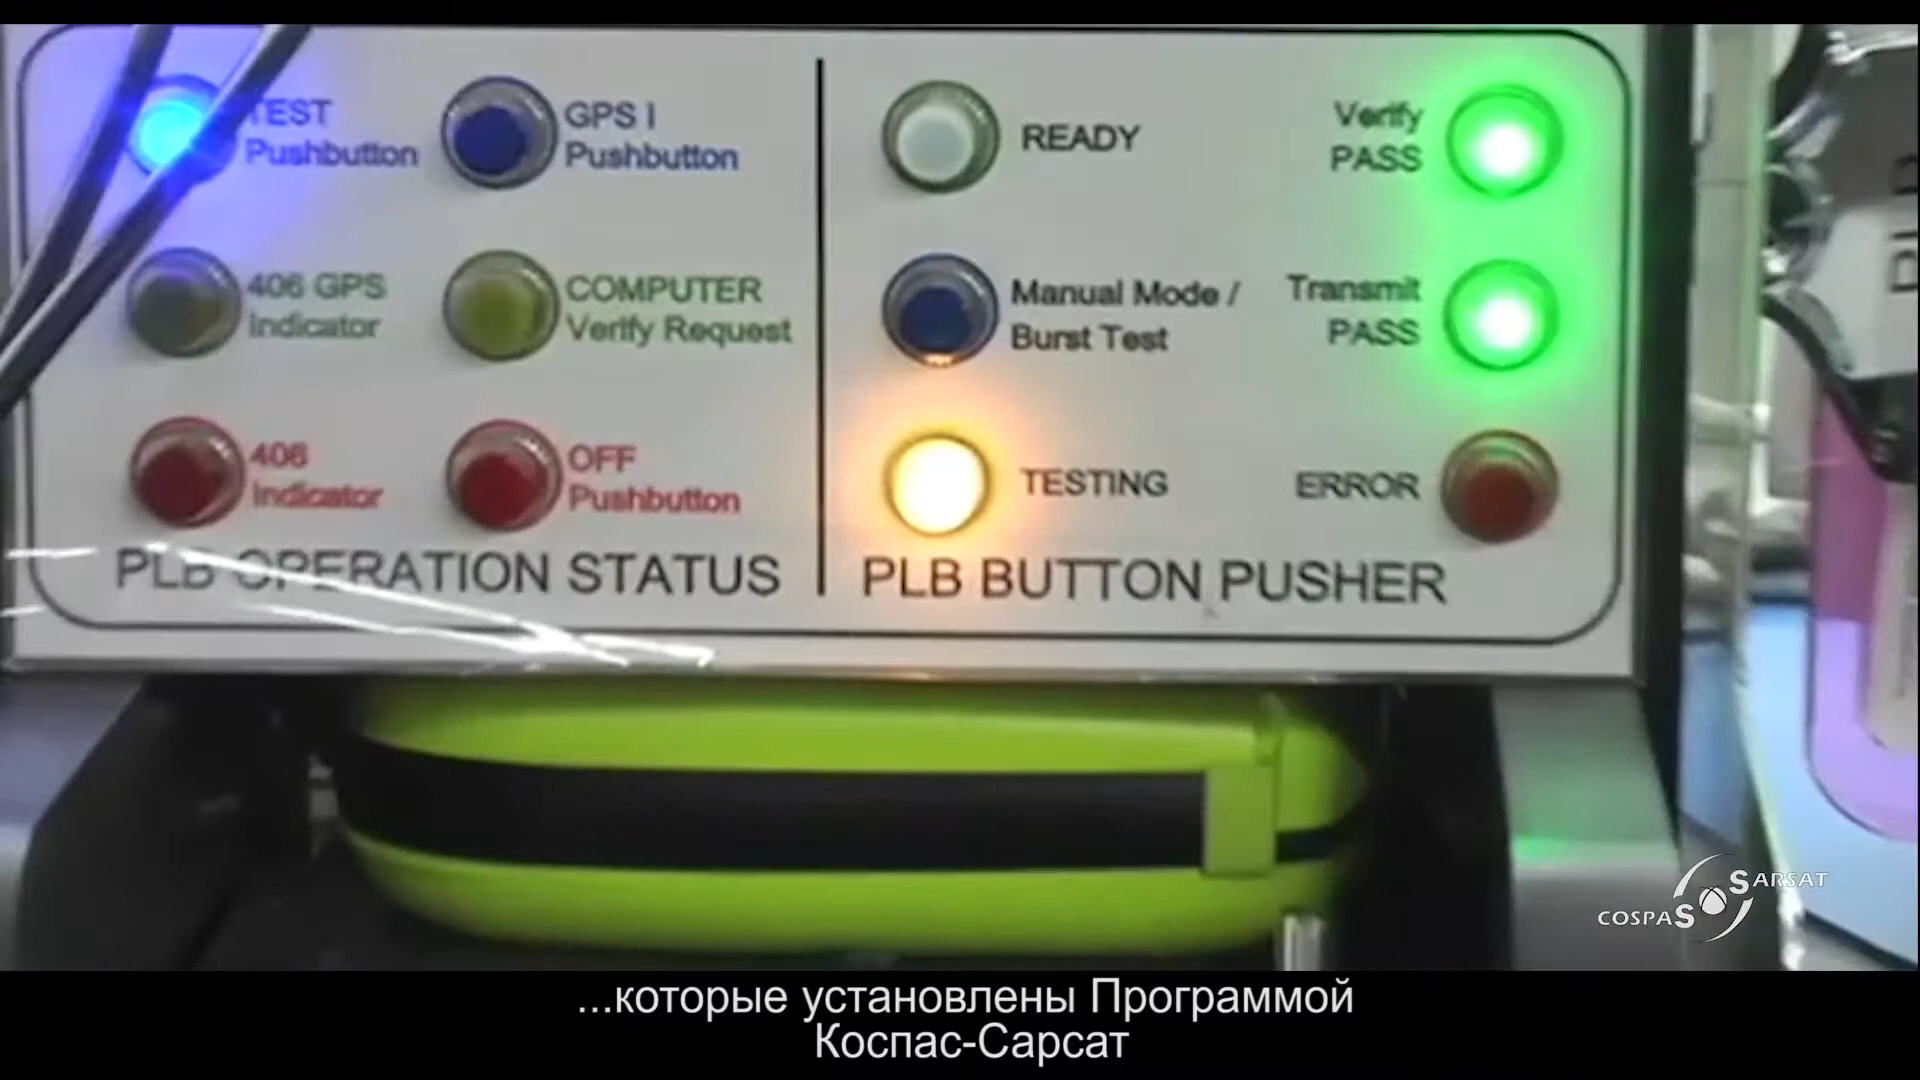 TEST
Pushbutton
GPS I
Pushbutton
406 GPS
Indicator
COMPUTER
Verify Request
406
Indicator
OFF
Pushbutton
PLB OPERATION STATUS
READY
Verify
PASS
Manual Mode /
Burst Test
Transmit
PASS
TESTING
ERROR
PLB BUTTON PUSHER
PLB
COSPAS SARSAT
...которые установлены Программой
Коспас-Сарсат